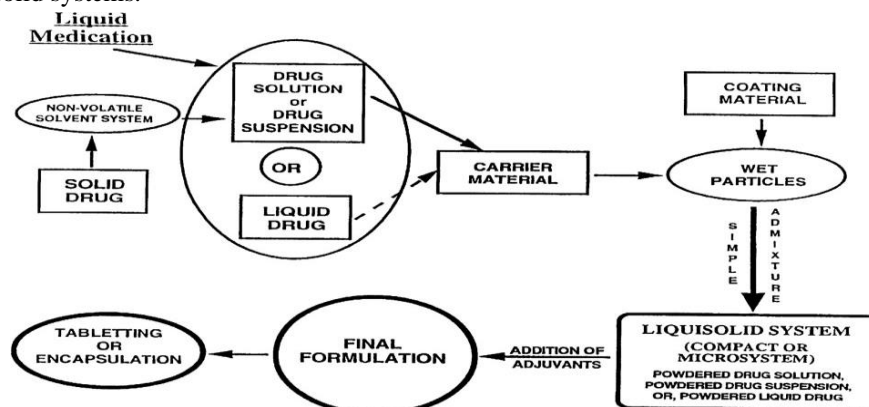 solid systems.
Liquid
Medication
DRUG
SOLUTION
or
DRUG
SUSPENSION
NON-VOLATILE
SOLVENT SYSTEM
SOLID
DRUG
OR
LIQUID
DRUG
CARRIER
MATERIAL
COATING
MATERIAL
WET
PARTICLES
SIMPLE
ADMIXTURE
LIQUISOLID SYSTEM
(COMPACT OR
MICROSYSTEM)
POWDERED DRUG SOLUTION,
POWDERED DRUG SUSPENSION,
OR, POWDERED LIQUID DRUG
ADDITION OF
ADJUVANTS
FINAL
FORMULATION
TABLETTING
OR
ENCAPSULATION